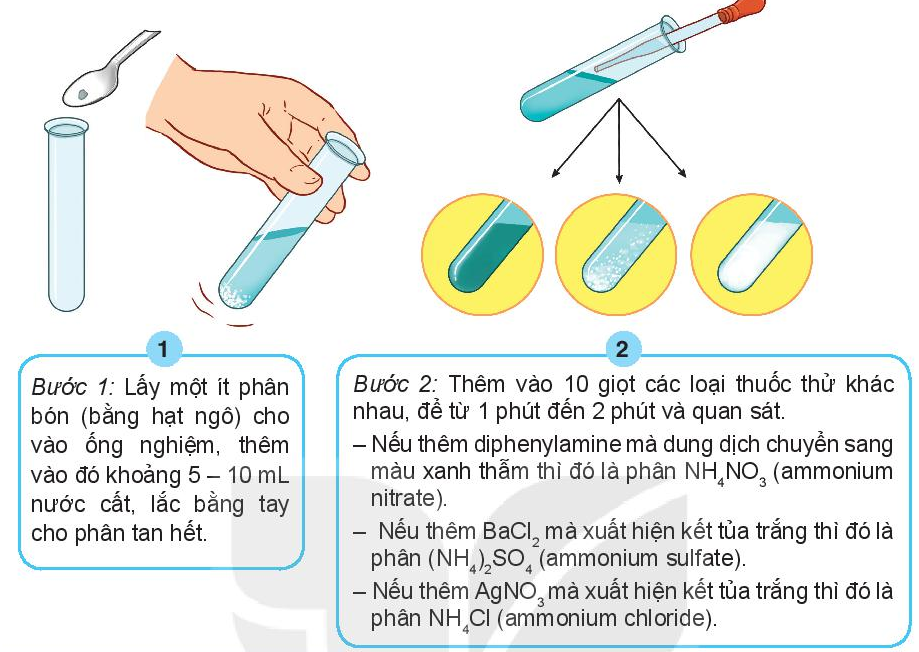 1
Bước 1: Lấy một ít phân
bón (bằng hạt ngô) cho
vào ống nghiệm, thêm
vào đó khoảng 5 – 10 mL
nước cất, lắc bằng tay
cho phân tan hết.
2
Bước 2: Thêm vào 10 giọt các loại thuốc thử khác
nhau, để từ 1 phút đến 2 phút và quan sát.
– Nếu thêm diphenylamine mà dung dịch chuyển sang
màu xanh thẫm thì đó là phân NH₄NO₃ (ammonium
nitrate).
– Nếu thêm BaCl₂ mà xuất hiện kết tủa trắng thì đó là
phân (NH₄)₂SO₄ (ammonium sulfate).
– Nếu thêm AgNO₃ mà xuất hiện kết tủa trắng thì đó là
phân NH₄Cl (ammonium chloride).